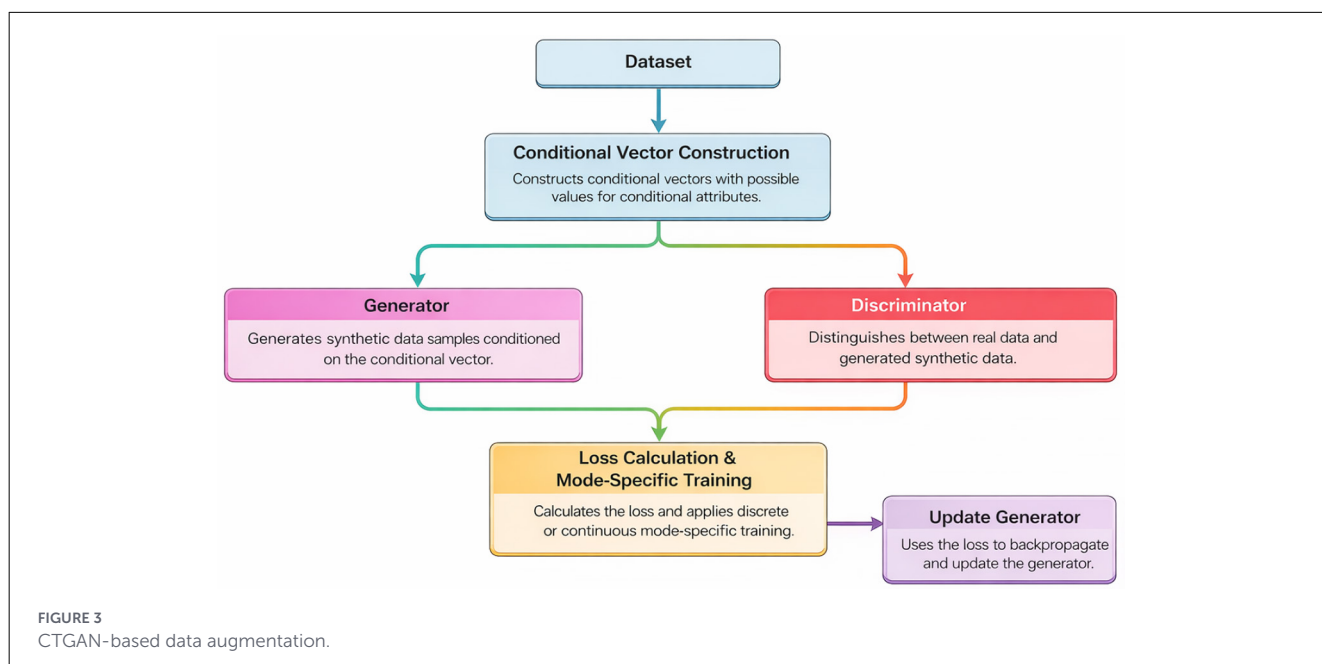 Dataset
Conditional Vector Construction
Constructs conditional vectors with possible
values for conditional attributes.
Generator
Generates synthetic data samples conditioned
on the conditional vector.
Discriminator
Distinguishes between real data and
generated synthetic data.
Loss Calculation &
Mode-Specific Training
Calculates the loss and applies discrete
or continuous mode-specific training.
Update Generator
Uses the loss to backpropagate
and update the generator.
FIGURE 3
CTGAN-based data augmentation.